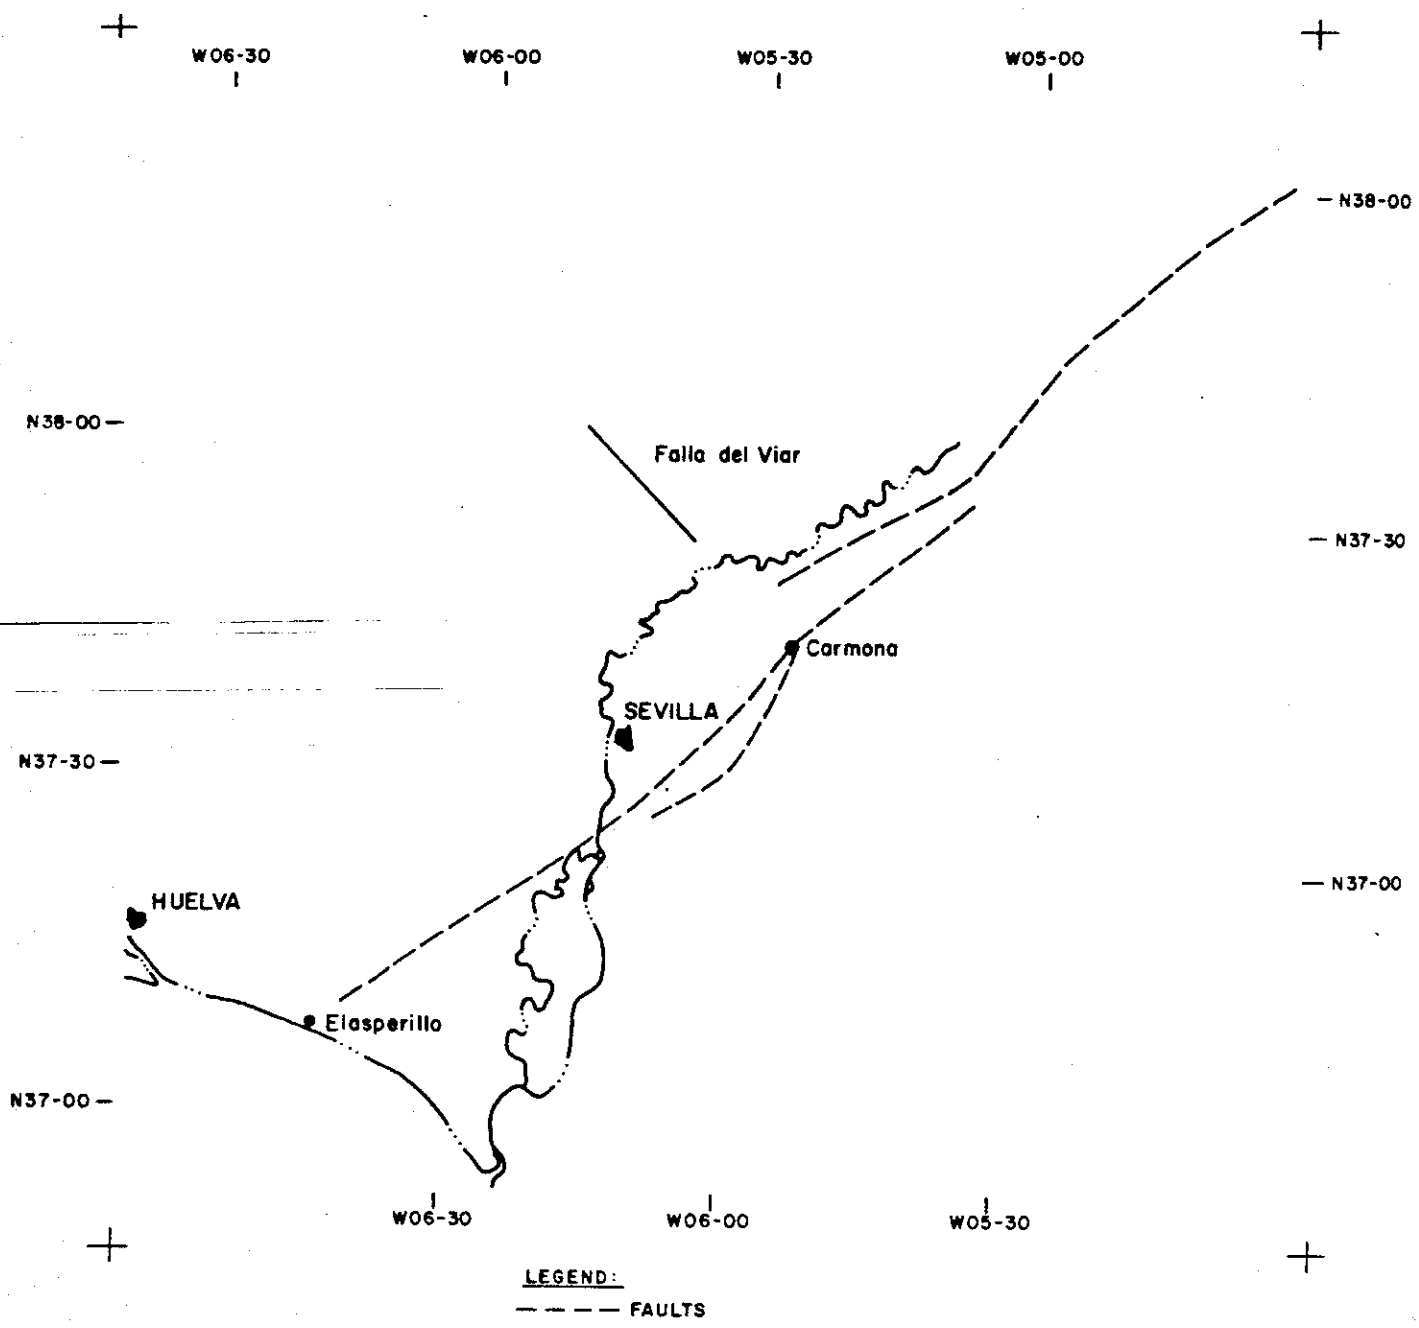 W06-30 W06-00 W05-30 W05-00
N38-00
N38-00
Falla del Viar
N37-30
Carmona
SEVILLA
N37-30
N37-00
HUELVA
Elasperillo
N37-00
W06-30 W06-00 W05-30
LEGEND:
FAULTS